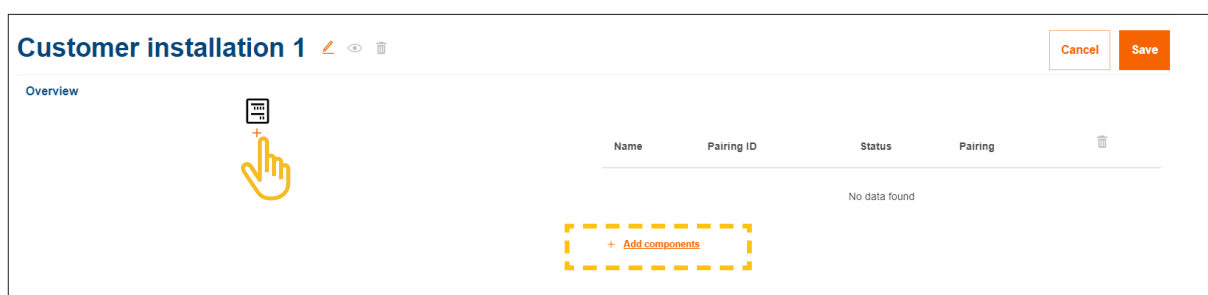 Customer installation 1
Cancel
Save
Overview
Name Pairing ID Status Pairing
No data found
+ Add components